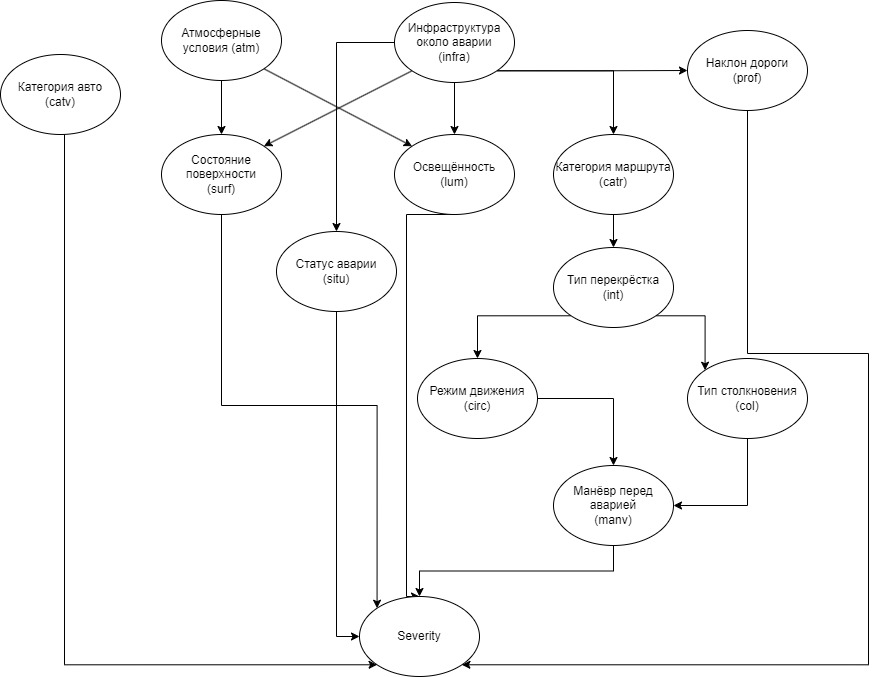 Атмосферные
условия (atm)
Инфраструктура
около аварии
(infra)
Наклон дороги
(prof)
Категория авто
(catv)
Состояние
поверхности
(surf)
Освещённость
(lum)
Категория маршрута
(catr)
Статус аварии
(situ)
Тип перекрёстка
(int)
Режим движения
(circ)
Тип столкновения
(col)
Манёвр перед
аварией
(manv)
Severity